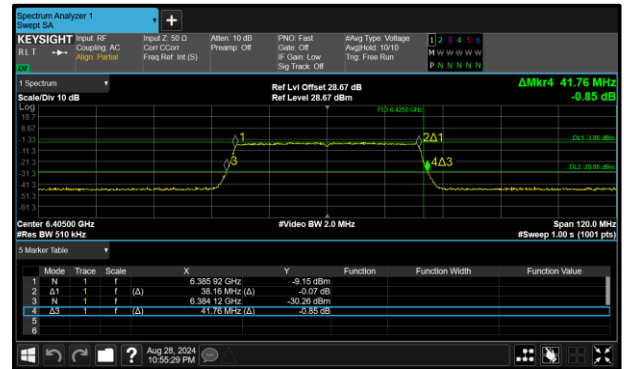 Spectrum Analyzer 1
Swept SA
+
KEYSIGHT Input: RF Input Z: 50 Ω Atten: 10 dB PNO: Fast #Avg Type: Voltage 1 2 3 4 5 6
RLT Coupling: AC Corr CCorr Preamp: Off Gate: Off Avg|Hold: 10/10 M W W W W W
Align: Partial Freq Ref: Int (S) IF Gain: Low Trig: Free Run
Sig Track: Off P N N N N N
1 Spectrum Ref Lvl Offset 28.67 dB ΔMkr4 41.76 MHz
Scale/Div 10 dB Ref Level 28.67 dBm -0.85 dB
Log
18.7 FLD 6.4250 GHz
8.67
-1.33 1 2Δ1 DL1 -3.88 dBm
-11.3
-21.3 3 4Δ3
-31.3
-41.3
-51.3
-61.3
Center 6.40500 GHz #Video BW 2.0 MHz Span 120.0 MHz
#Res BW 510 kHz #Sweep 1.00 s (1001 pts)
5 Marker Table
Mode Trace Scale X Y Function Function Width Function Value
1 N 1 f 6.385 92 GHz -9.15 dBm
2 Δ1 1 f (Δ) 38.16 MHz (Δ) -0.07 dB
3 N 1 f 6.384 12 GHz -30.26 dBm
4 Δ3 1 f (Δ) 41.76 MHz (Δ) -0.85 dB
5
6
? Aug 28, 2024
10:55:29 PM